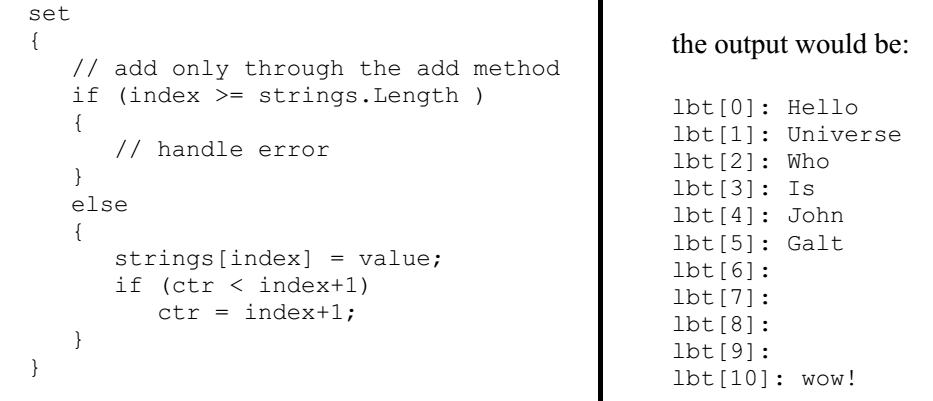 set
{
   // add only through the add method
   if (index >= strings.Length )
   {
      // handle error
   }
   else
   {
      strings[index] = value;
      if (ctr < index+1)
         ctr = index+1;
   }
}
the output would be:
lbt[0]: Hello
lbt[1]: Universe
lbt[2]: Who
lbt[3]: Is
lbt[4]: John
lbt[5]: Galt
lbt[6]:
lbt[7]:
lbt[8]:
lbt[9]:
lbt[10]: wow!